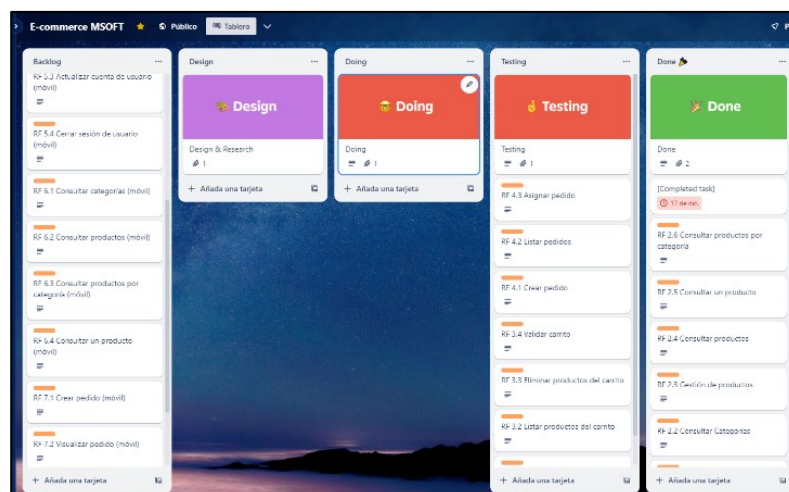 E-commerce MSOFT
Público
Tablero
Backlog
RF 5.3 Actualizar cuenta de usuario
(móvil)
RF 5.4 Cerrar sesión de usuario
(móvil)
RF 6.1 Consultar categorías (móvil)
RF 6.2 Consultar productos (móvil)
RF 6.3 Consultar productos por
categoría (móvil)
RF 6.4 Consultar un producto
(móvil)
RF 7.1 Crear pedido (móvil)
RF 7.2 Visualizar pedido (móvil)
+ Añada una tarjeta
Design
Design
Design & Research
1
+ Añada una tarjeta
Doing
Doing
Doing
1
+ Añada una tarjeta
Testing
Testing
Testing
1
RF 4.3 Asignar pedido
RF 4.2 Listar pedidos
RF 4.1 Crear pedido
RF 3.4 Validar carrito
RF 3.3 Eliminar productos del carrito
RF 3.2 Listar productos del carrito
+ Añada una tarjeta
Done
Done
Done
2
[Completed task]
17 de dic.
RF 2.6 Consultar productos por
categoría
RF 2.5 Consultar un producto
RF 2.4 Consultar productos
RF 2.3 Gestión de productos
RF 2.2 Consultar Categorias
+ Añada una tarjeta